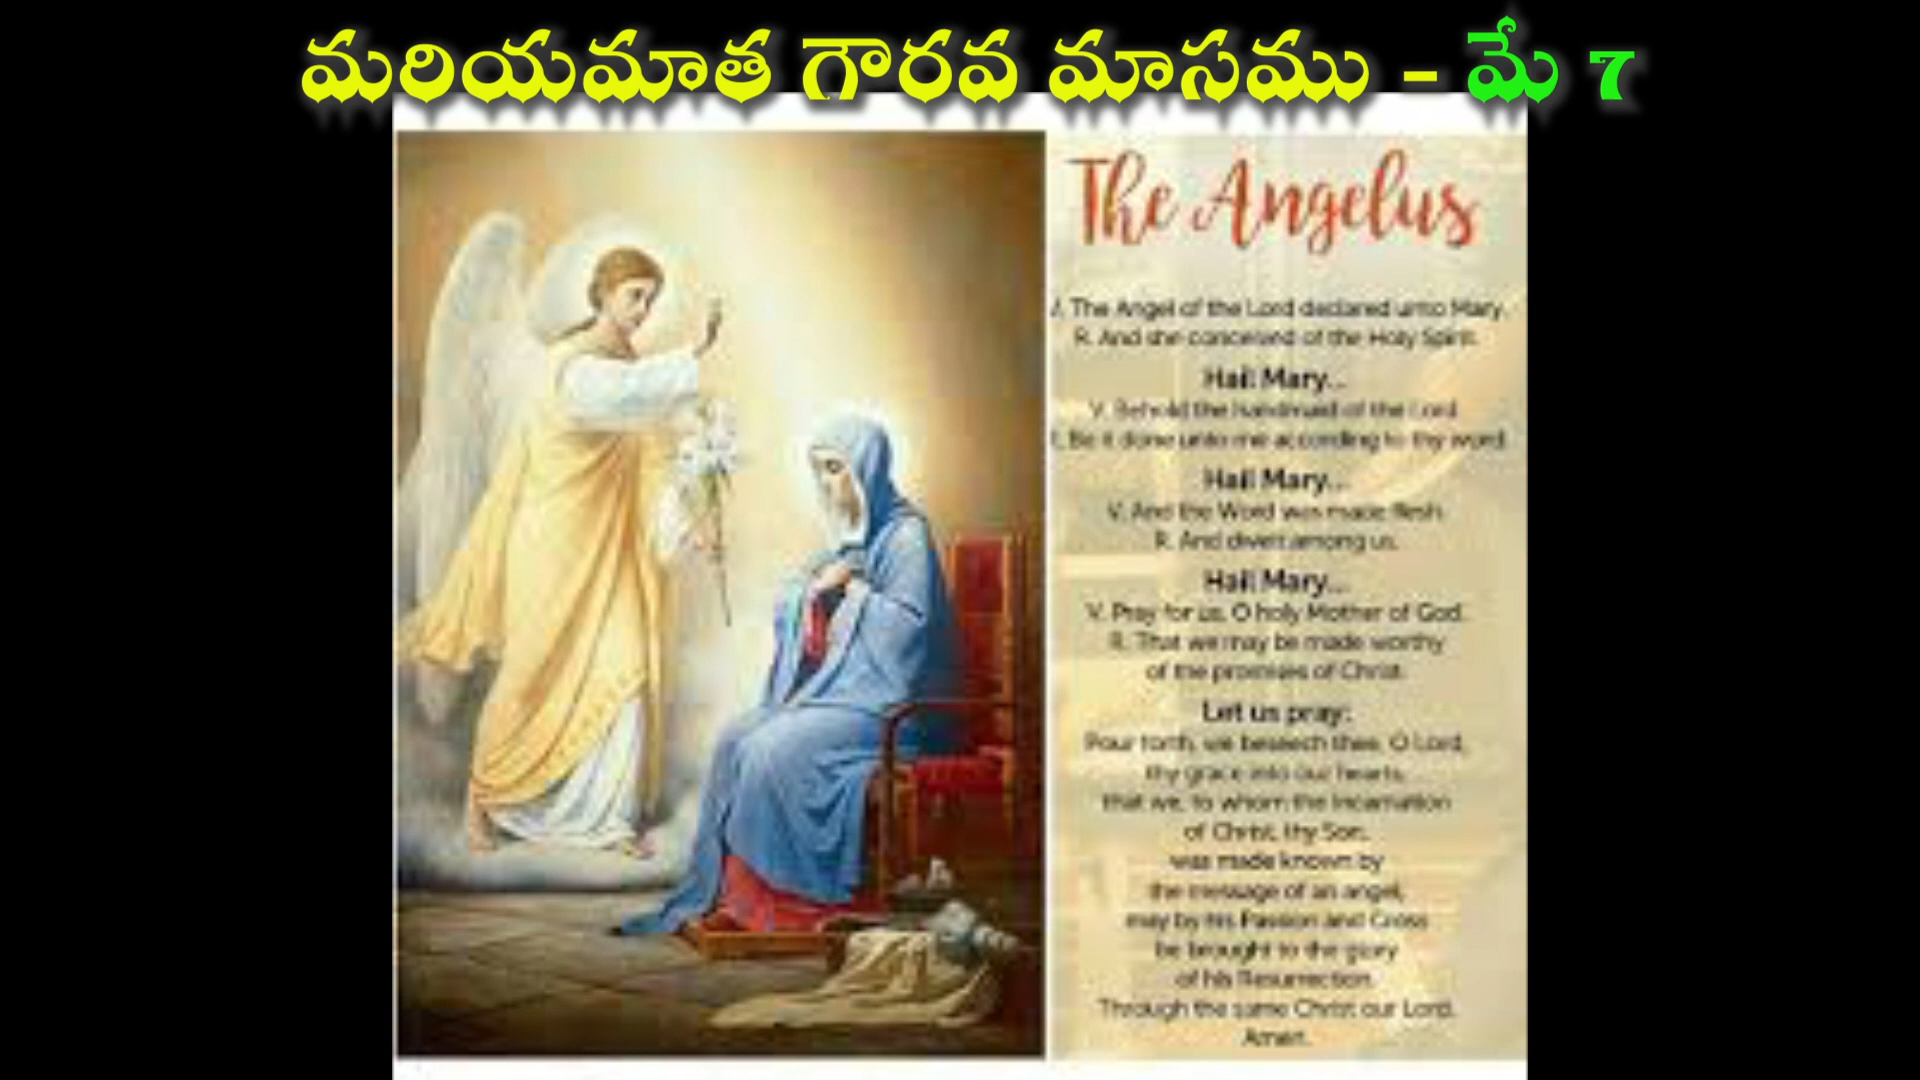 మరియమాత గౌరవ మాసము - మే 7
The Angelus
V. The Angel of the Lord declared unto Mary.
R. And she conceived of the Holy Spirit.
Hail Mary...
V. Behold the handmaid of the Lord.
R. Be it done unto me according to thy word.
Hail Mary...
V. And the Word was made flesh.
R. And dwelt among us.
Hail Mary...
V. Pray for us, O holy Mother of God.
R. That we may be made worthy
of the promises of Christ.
Let us pray:
Pour forth, we beseech thee, O Lord,
thy grace into our hearts,
that we, to whom the Incarnation
of Christ, thy Son,
was made known by
the message of an angel,
may by his Passion and Cross
be brought to the glory
of his Resurrection.
Through the same Christ our Lord.
Amen.